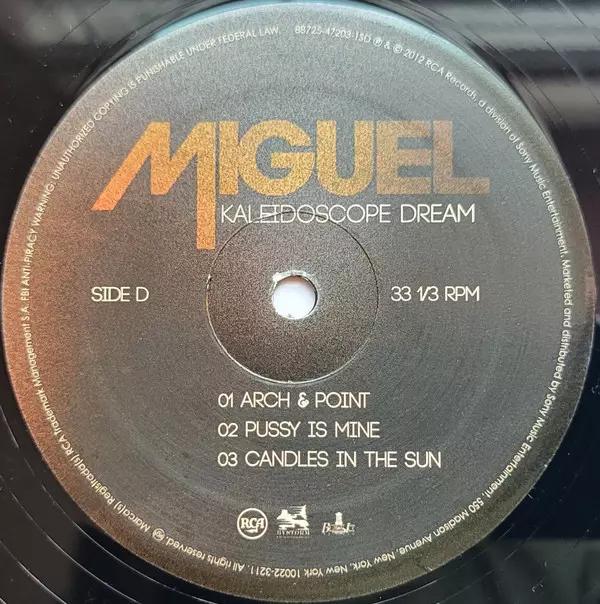 UNAUTHORIZED COPYING IS PUNISHABLE UNDER FEDERAL LAW.
88725-47203-1SD ℗ & © 2012 RCA Records, a division of Sony Music Entertainment. Marketed and distributed by Sony Music Entertainment, 550 Madison Avenue, New York, New York 10022-3211. All rights reserved.
Marca(s) Registrada(s) RCA Trademark Management S.A. FBI ANTI-PIRACY WARNING:
MIGUEL
KALEIDOSCOPE DREAM
SIDE D
33 1/3 RPM
01 ARCH & POINT
02 PUSSY IS MINE
03 CANDLES IN THE SUN
RCA
BYSTORM